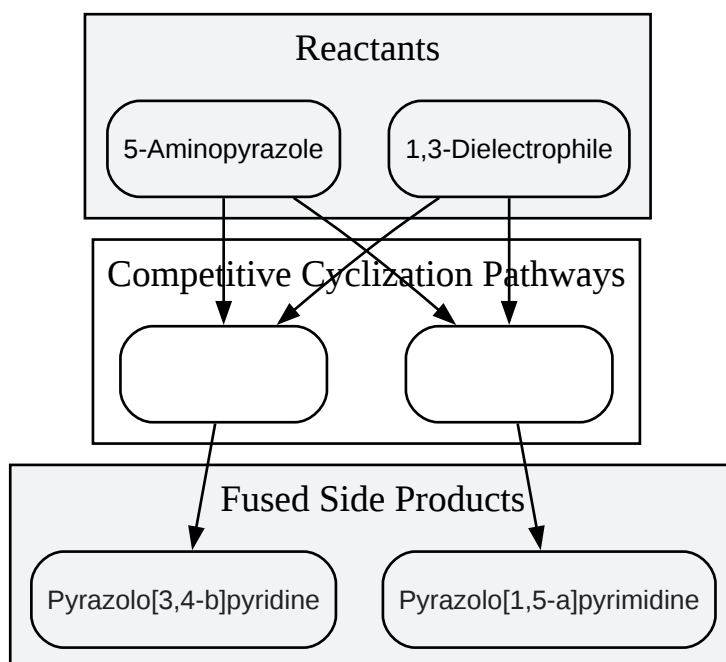 Reactants
5-Aminopyrazole
1,3-Dielectrophile
Competitive Cyclization Pathways
Fused Side Products
Pyrazolo[3,4-b]pyridine
Pyrazolo[1,5-a]pyrimidine